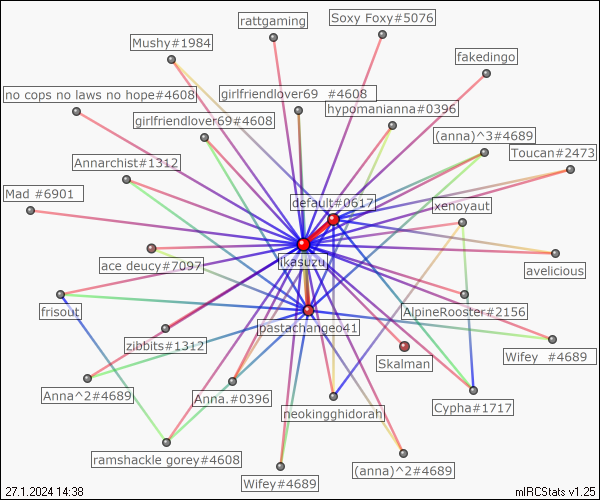 rattgaming
Soxy Foxy#5076
Mushy#1984
fakedingo
no cops no laws no hope#4608
girlfriendlover69 #4608
girlfriendlover69#4608
hypomanianna#0396
(anna)^3#4689
Annarchist#1312
Toucan#2473
Mad #6901
default#0617
xenoyaut
ikasuzu
ace deucy#7097
avelicious
frisout
AlpineRooster#2156
pastachangeo41
zibbits#1312
Wifey #4689
Skalman
Anna^2#4689
Anna.#0396
neokingghidorah
Cypha#1717
ramshackle gorey#4608
(anna)^2#4689
Wifey#4689
27.1.2024 14:38
mIRCStats v1.25